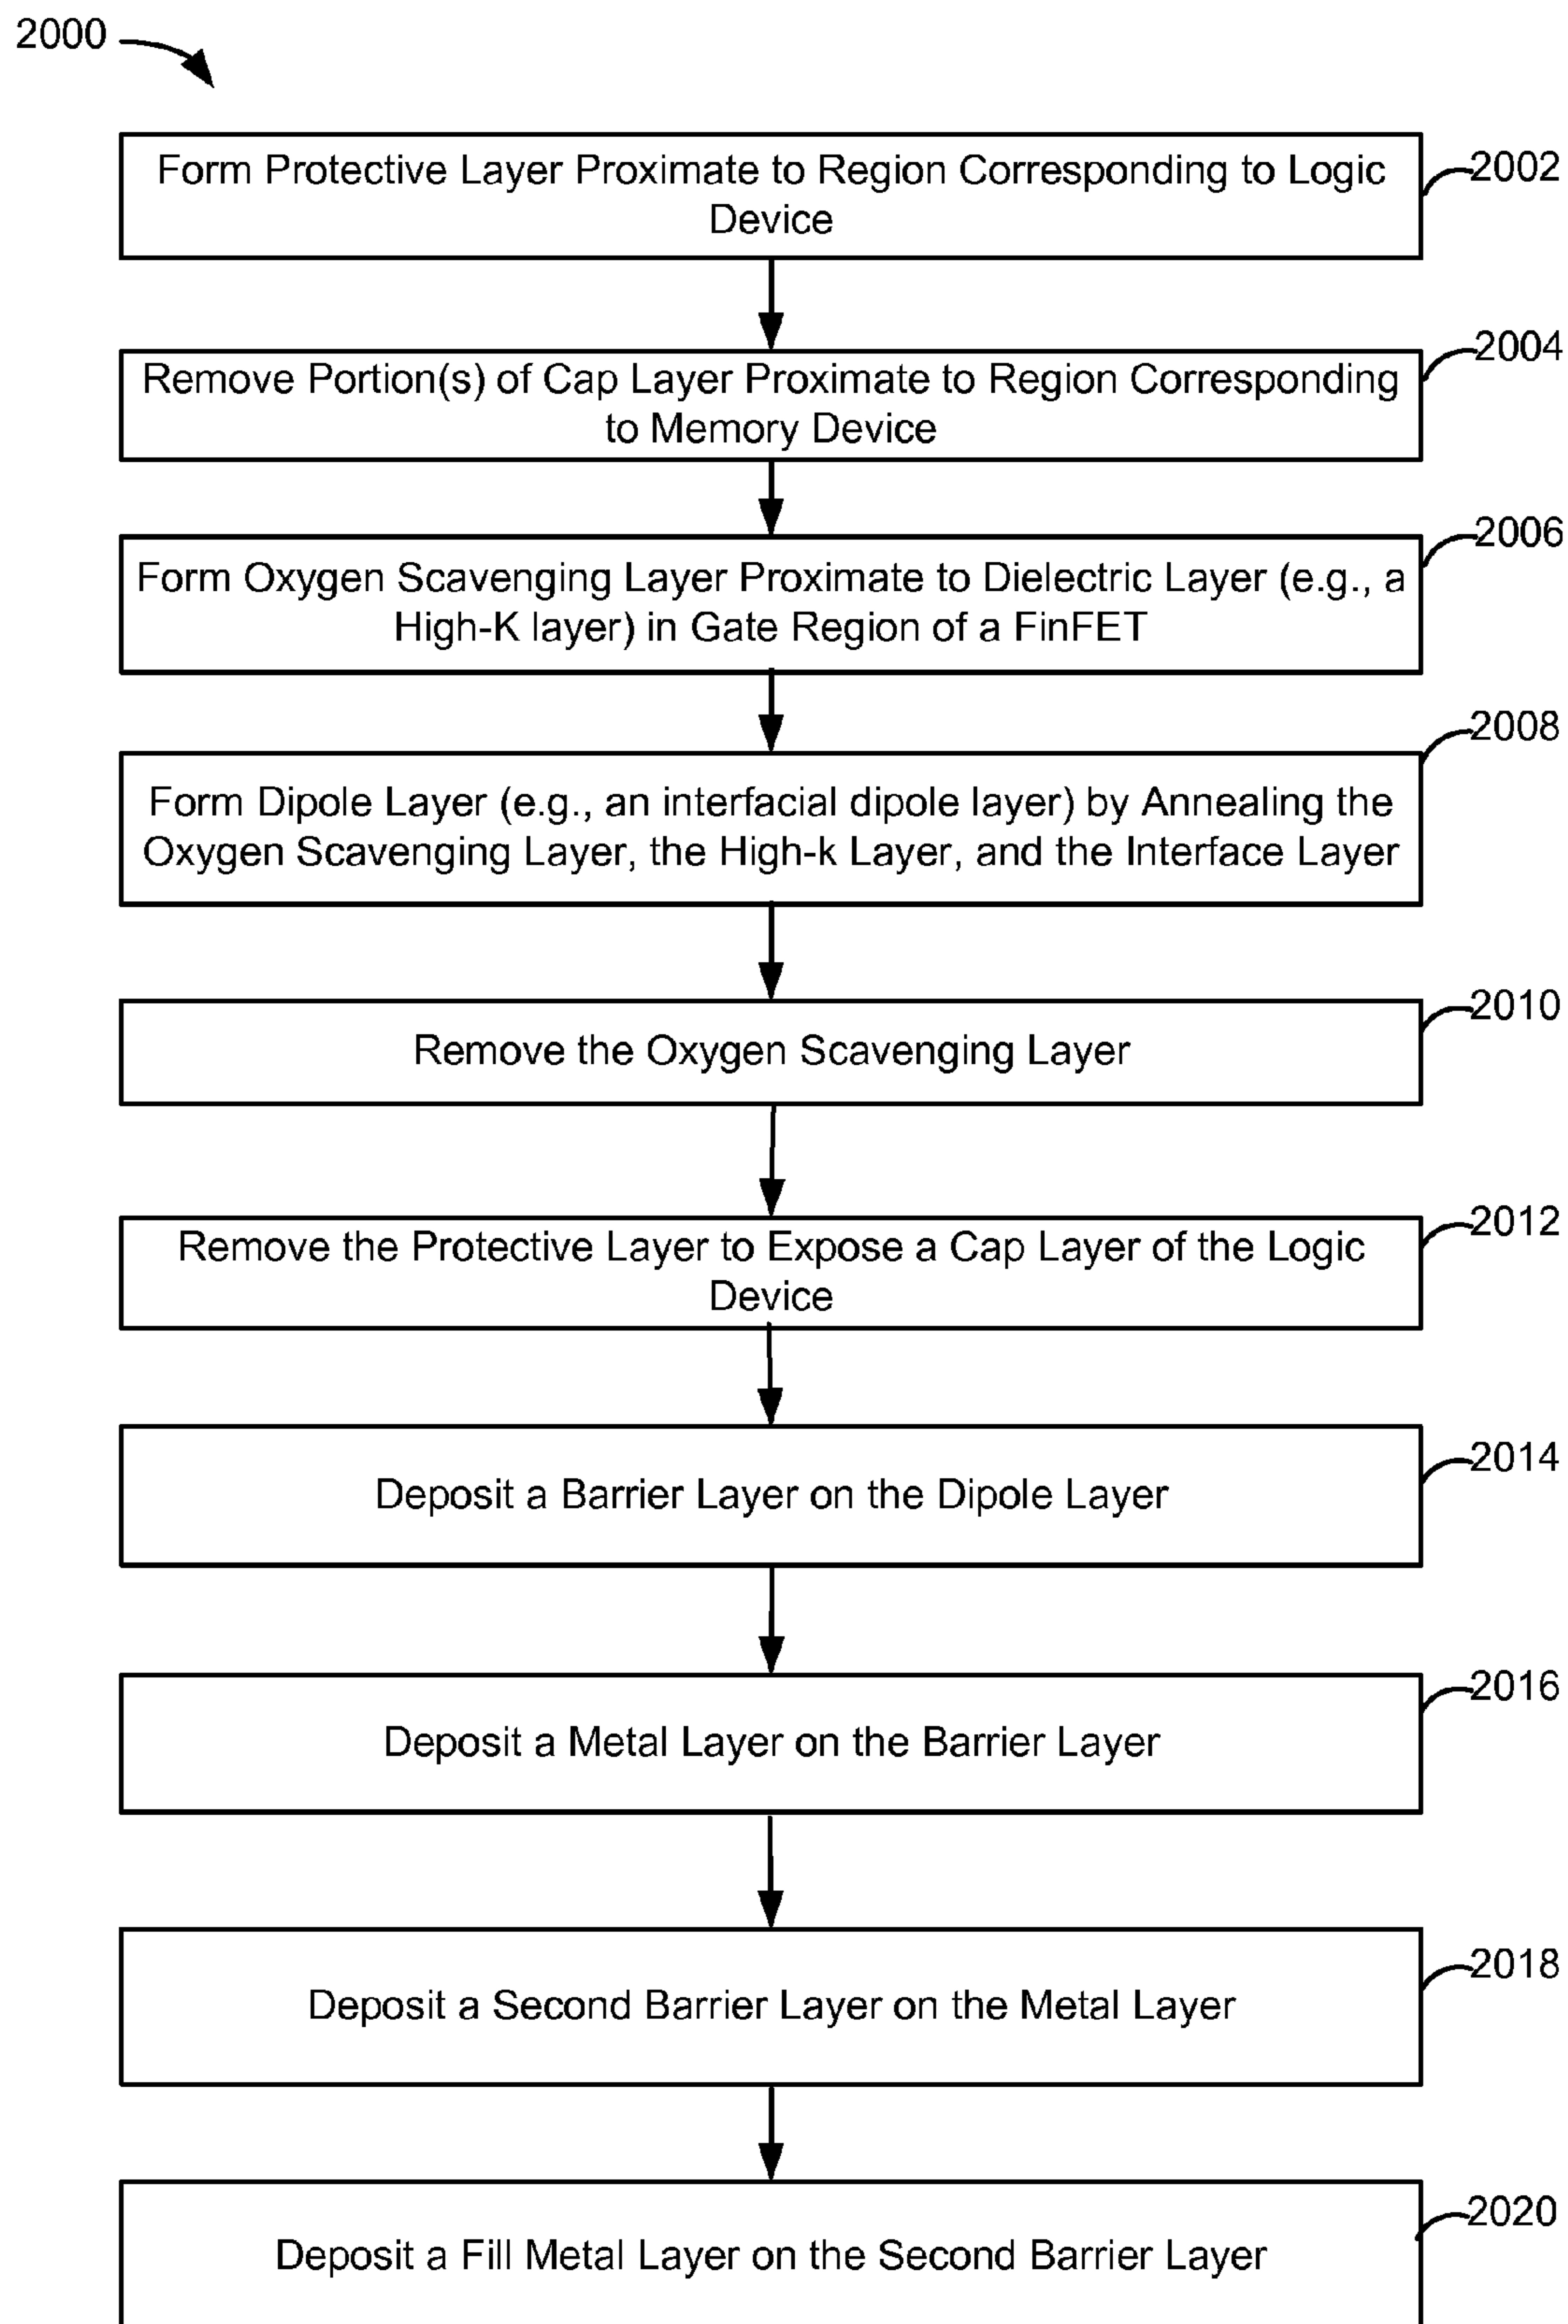 2000
Form Protective Layer Proximate to Region Corresponding to Logic
Device
2002
Remove Portion(s) of Cap Layer Proximate to Region Corresponding
to Memory Device
2004
Form Oxygen Scavenging Layer Proximate to Dielectric Layer (e.g., a
High-K layer) in Gate Region of a FinFET
2006
Form Dipole Layer (e.g., an interfacial dipole layer) by Annealing the
Oxygen Scavenging Layer, the High-k Layer, and the Interface Layer
2008
Remove the Oxygen Scavenging Layer
2010
Remove the Protective Layer to Expose a Cap Layer of the Logic
Device
2012
Deposit a Barrier Layer on the Dipole Layer
2014
Deposit a Metal Layer on the Barrier Layer
2016
Deposit a Second Barrier Layer on the Metal Layer
2018
Deposit a Fill Metal Layer on the Second Barrier Layer
2020